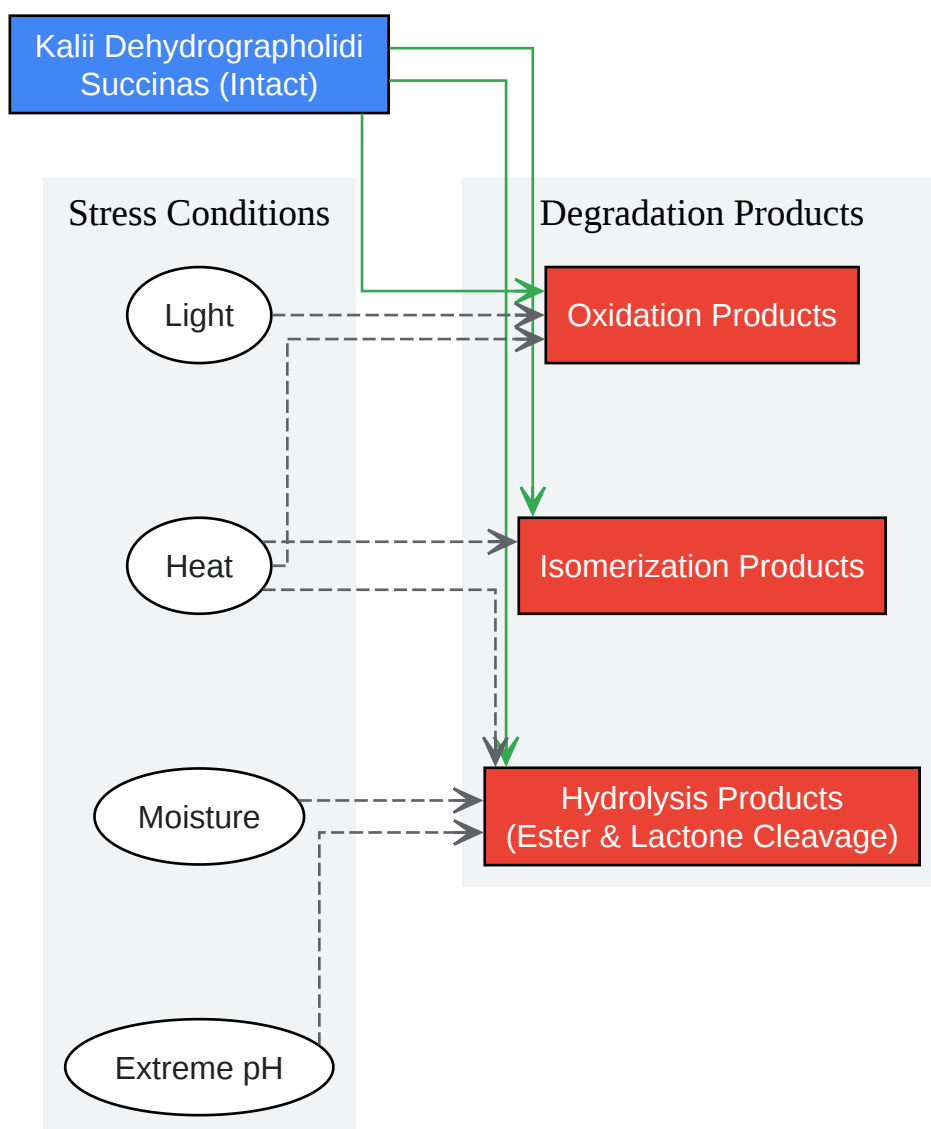 Kalii Dehydrographolidi
Succinas (Intact)
Stress Conditions
Degradation Products
Light
Oxidation Products
Heat
Isomerization Products
Moisture
Hydrolysis Products
(Ester & Lactone Cleavage)
Extreme pH